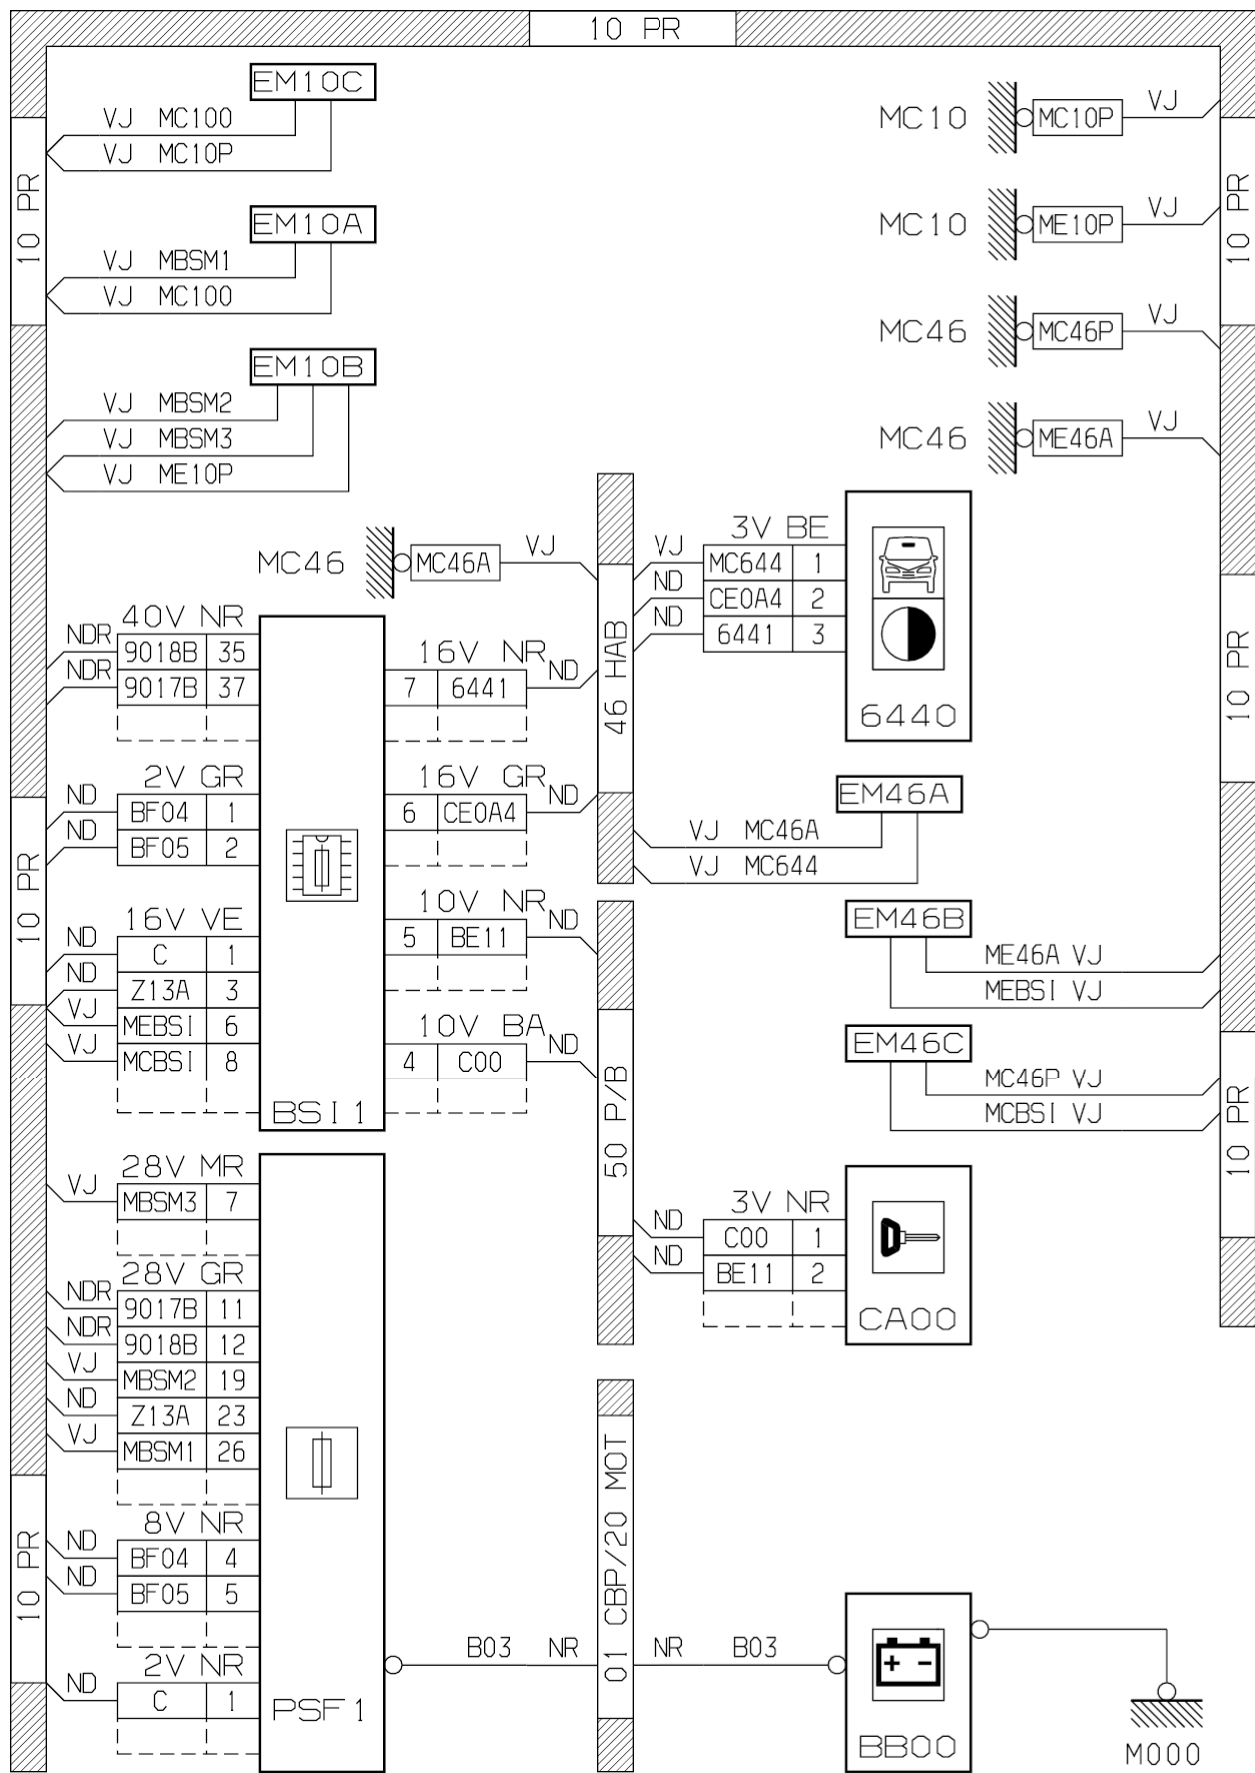 10 PR
EM10C
VJ MC100
VJ MC10P
10 PR
EM10A
VJ MBSM1
VJ MC100
EM10B
VJ MBSM2
VJ MBSM3
VJ ME10P
MC10 MC10P VJ
MC10 ME10P VJ
10 PR
MC46 MC46P VJ
MC46 ME46A VJ
MC46 MC46A VJ
46 HAB
3V BE
VJ MC644 1
ND CE0A4 2
ND 6441 3
6440
10 PR
40V NR
NDR 9018B 35
NDR 9017B 37
16V NR
7 6441 ND
2V GR
ND BF04 1
ND BF05 2
16V GR
6 CE0A4 ND
10 PR
EM46A
VJ MC46A
VJ MC644
16V VE
ND C 1
ND Z13A 3
VJ MEBSI 6
VJ MCBSI 8
10V NR
5 BE11 ND
10V BA
4 C00 ND
BSI1
EM46B
ME46A VJ
MEBSI VJ
EM46C
MC46P VJ
MCBSI VJ
10 PR
50 P/B
28V MR
VJ MBSM3 7
3V NR
ND C00 1
ND BE11 2
CA00
28V GR
NDR 9017B 11
NDR 9018B 12
VJ MBSM2 19
ND Z13A 23
VJ MBSM1 26
10 PR
8V NR
ND BF04 4
ND BF05 5
01 CBP/20 MOT
B03 NR
NR B03
2V NR
ND C 1
PSF1
+ -
BB00
M000